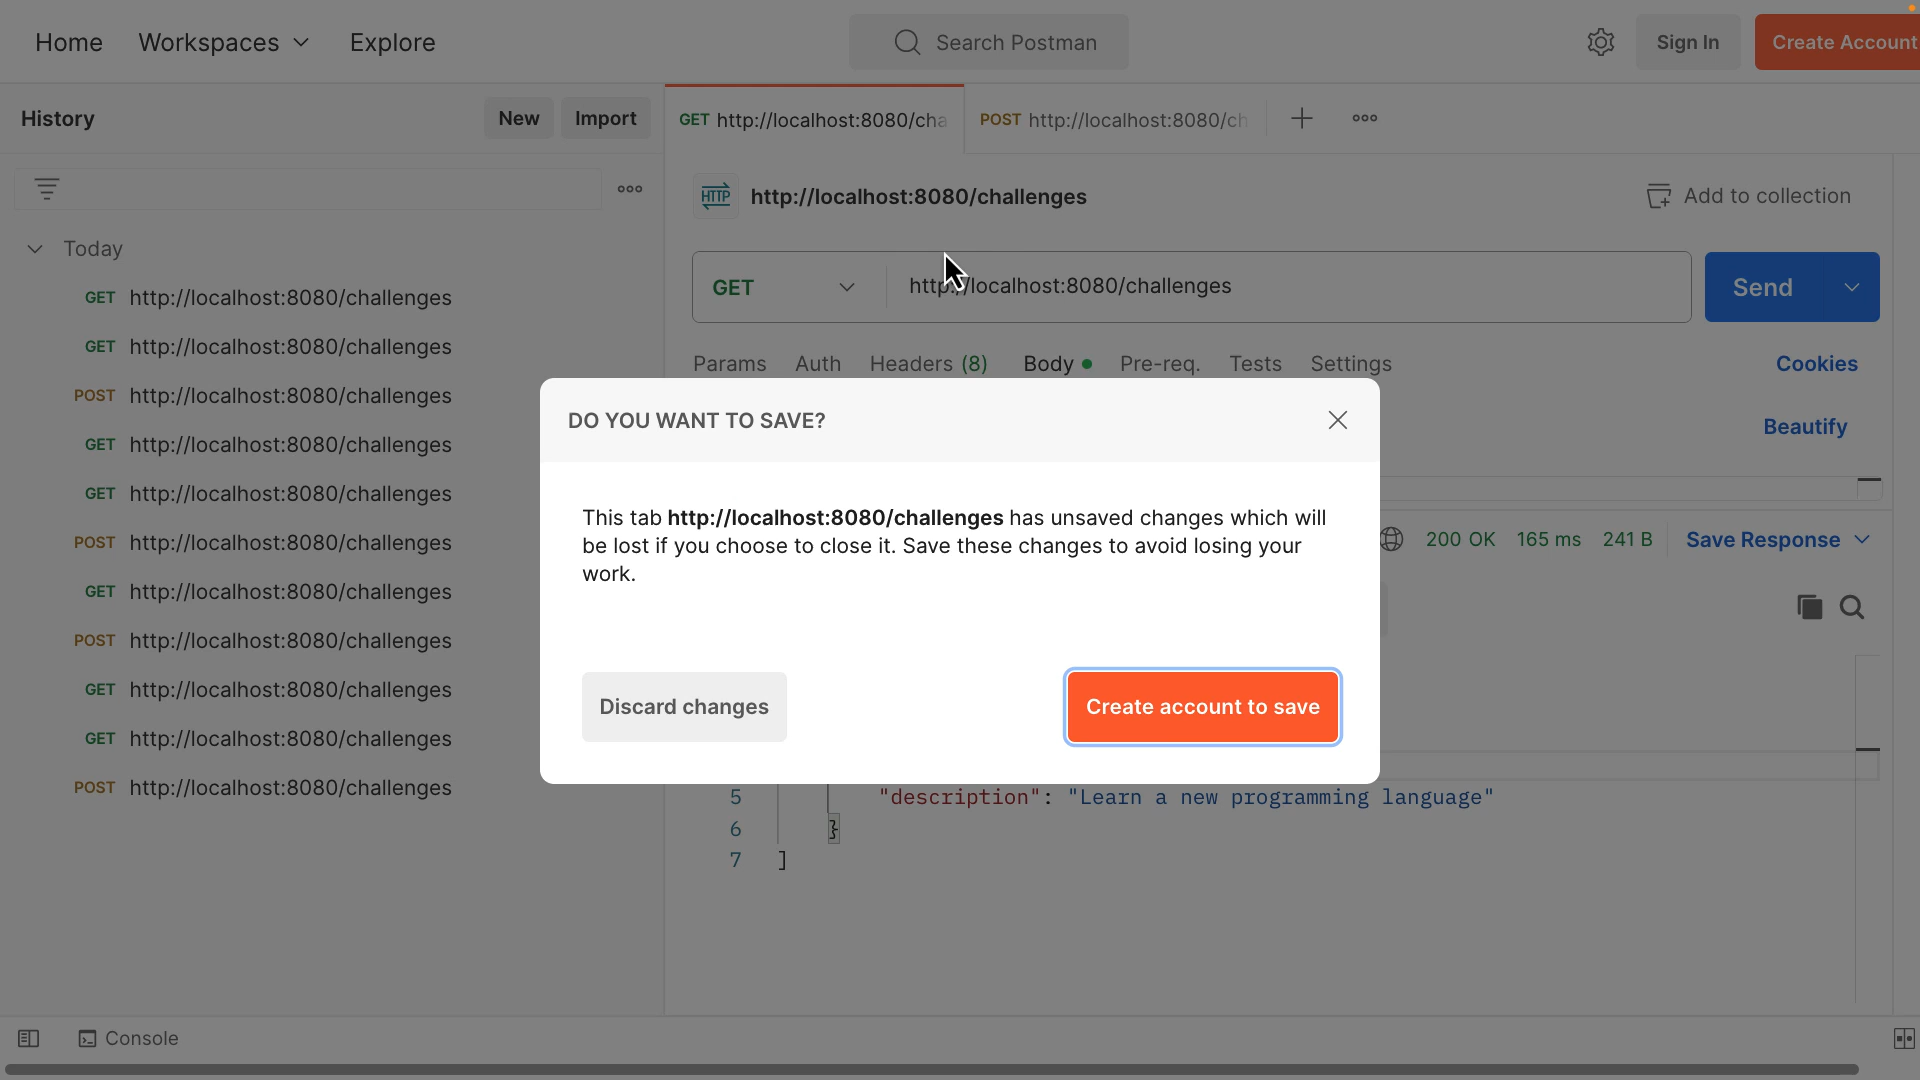 Home Workspaces Explore Search Postman Sign In Create Account
History New Import
GET http://localhost:8080/cha POST http://localhost:8080/ch
HTTP http://localhost:8080/challenges Add to collection
Today
GET http://localhost:8080/challenges
GET http://localhost:8080/challenges
POST http://localhost:8080/challenges
GET http://localhost:8080/challenges
GET http://localhost:8080/challenges
POST http://localhost:8080/challenges
GET http://localhost:8080/challenges
POST http://localhost:8080/challenges
GET http://localhost:8080/challenges
GET http://localhost:8080/challenges
POST http://localhost:8080/challenges
GET http://localhost:8080/challenges Send
Params Auth Headers (8) Body Pre-req. Tests Settings Cookies
Beautify
DO YOU WANT TO SAVE?
This tab http://localhost:8080/challenges has unsaved changes which will
be lost if you choose to close it. Save these changes to avoid losing your
work.
Discard changes Create account to save
200 OK 165 ms 241 B Save Response
5 "description": "Learn a new programming language"
6 }
7 ]
Console